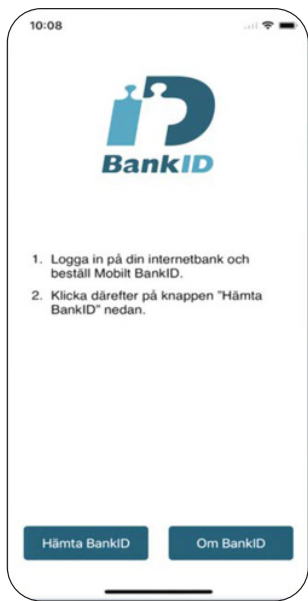 10:08
BankID
1. Logga in på din internetbank och
beställ Mobilt BankID.
2. Klicka därefter på knappen "Hämta
BankID" nedan.
Hämta BankID
Om BankID